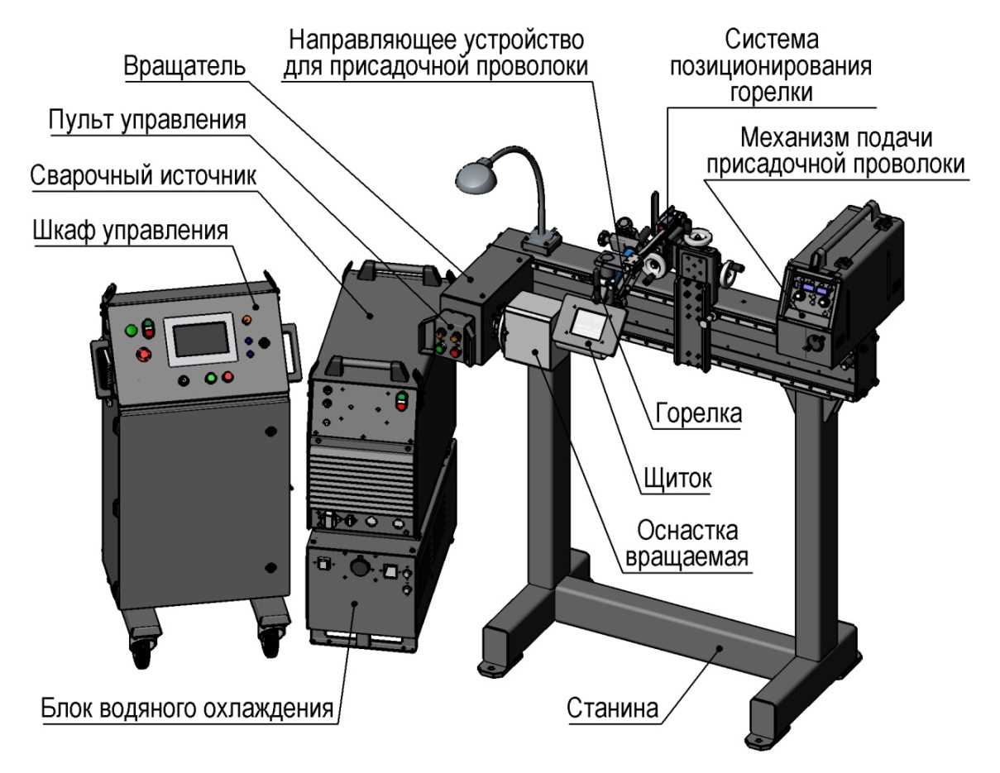 Направляющее устройство
для присадочной проволоки
Система
позиционирования
горелки
Вращатель
Пульт управления
Механизм подачи
присадочной проволоки
Сварочный источник
Шкаф управления
Горелка
Щиток
Оснастка
вращаемая
Блок водяного охлаждения
Станина